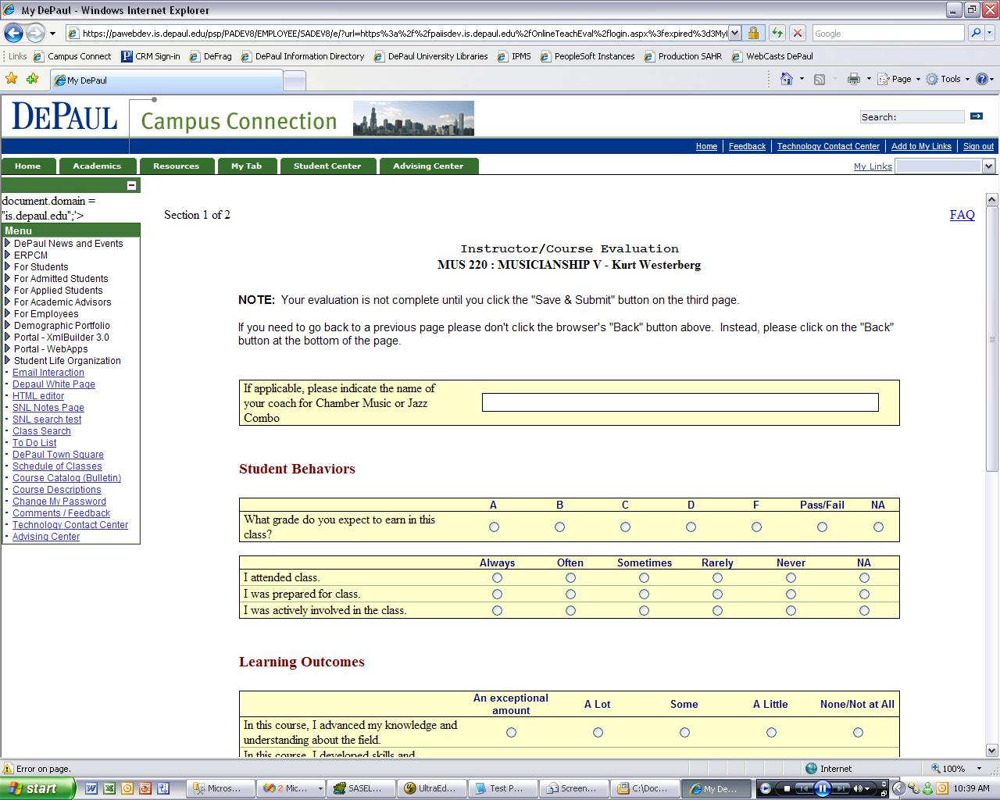 My DePaul - Windows Internet Explorer
https://pawebdev.is.depaul.edu/psp/PADEV8/EMPLOYEE/SADEV8/e/?url=https%3a%2f%2fpaiisdev.is.depaul.edu%2fOnlineTeachEval%2flogin.aspx%3fexpired%3d3Myl
Google
Links Campus Connect CRM Sign-in DeFrag DePaul Information Directory DePaul University Libraries IPMS PeopleSoft Instances Production SAHR WebCasts DePaul
My DePaul
Page Tools
DEPAUL Campus Connection
Search:
Home Feedback Technology Contact Center Add to My Links Sign out
Home Academics Resources My Tab Student Center Advising Center
My Links
document.domain =
"is.depaul.edu";'>
Menu
DePaul News and Events
ERPCM
For Students
For Admitted Students
For Applied Students
For Academic Advisors
For Employees
Demographic Portfolio
Portal - XmlBuilder 3.0
Portal - WebApps
Student Life Organization
Email Interaction
Depaul White Page
HTML editor
SNL Notes Page
SNL search test
Class Search
To Do List
DePaul Town Square
Schedule of Classes
Course Catalog (Bulletin)
Course Descriptions
Change My Password
Comments / Feedback
Technology Contact Center
Advising Center
Section 1 of 2
FAQ
Instructor/Course Evaluation
MUS 220 : MUSICIANSHIP V - Kurt Westerberg
NOTE: Your evaluation is not complete until you click the "Save & Submit" button on the third page.
If you need to go back to a previous page please don't click the browser's "Back" button above. Instead, please click on the "Back"
button at the bottom of the page.
If applicable, please indicate the name of
your coach for Chamber Music or Jazz
Combo
Student Behaviors
A B C D F Pass/Fail NA
What grade do you expect to earn in this
class?
Always Often Sometimes Rarely Never NA
I attended class.
I was prepared for class.
I was actively involved in the class.
Learning Outcomes
An exceptional
amount
A Lot Some A Little None/Not at All
In this course, I advanced my knowledge and
understanding about the field.
In this course, I developed skills and
Error on page.
Internet
100%
start
Micros...
2 Mic...
SASEL...
UltraEd...
Test P...
Screen...
C:\Doc...
My De...
10:39 AM